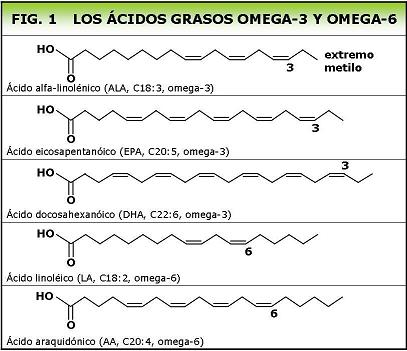 FIG. 1 LOS ÁCIDOS GRASOS OMEGA-3 Y OMEGA-6
HO
O
3
extremo
metilo
Ácido alfa-linolénico (ALA, C18:3, omega-3)
HO
O
3
Ácido eicosapentanóico (EPA, C20:5, omega-3)
HO
O
3
Ácido docosahexanóico (DHA, C22:6, omega-3)
HO
O
6
Ácido linoléico (LA, C18:2, omega-6)
HO
O
6
Ácido araquidónico (AA, C20:4, omega-6)